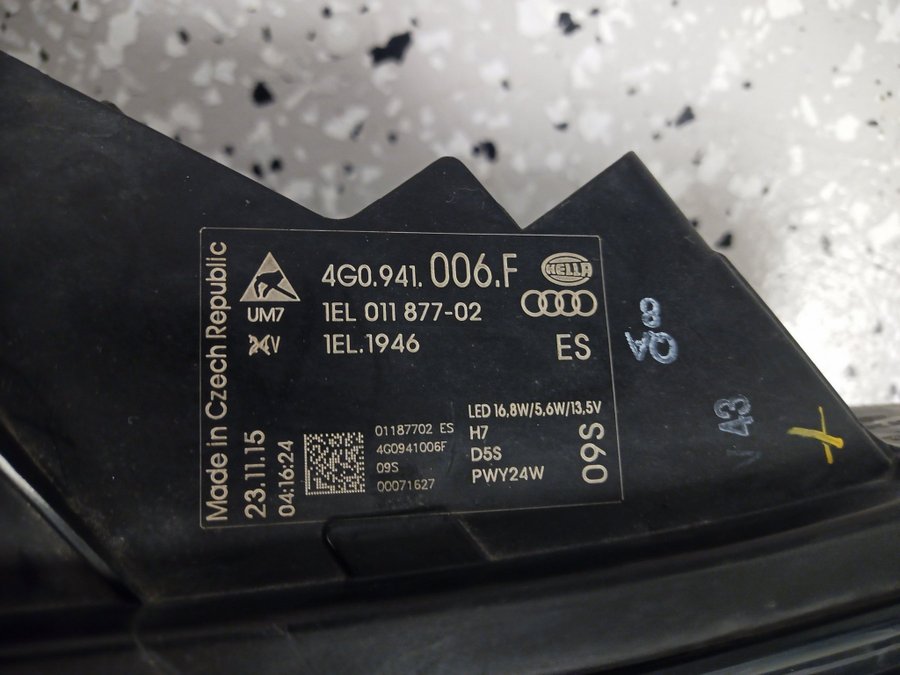 Made in Czech Republic
23.11.15
04:16:24
UM7
4G0.941.006.F
HELLA
1EL 011 877-02
1EL.1946
ES
LED 16,8W/5,6W/13,5V
H7
D5S
PWY24W
09S
01187702 ES
4G0941006F
09S
00071627
43